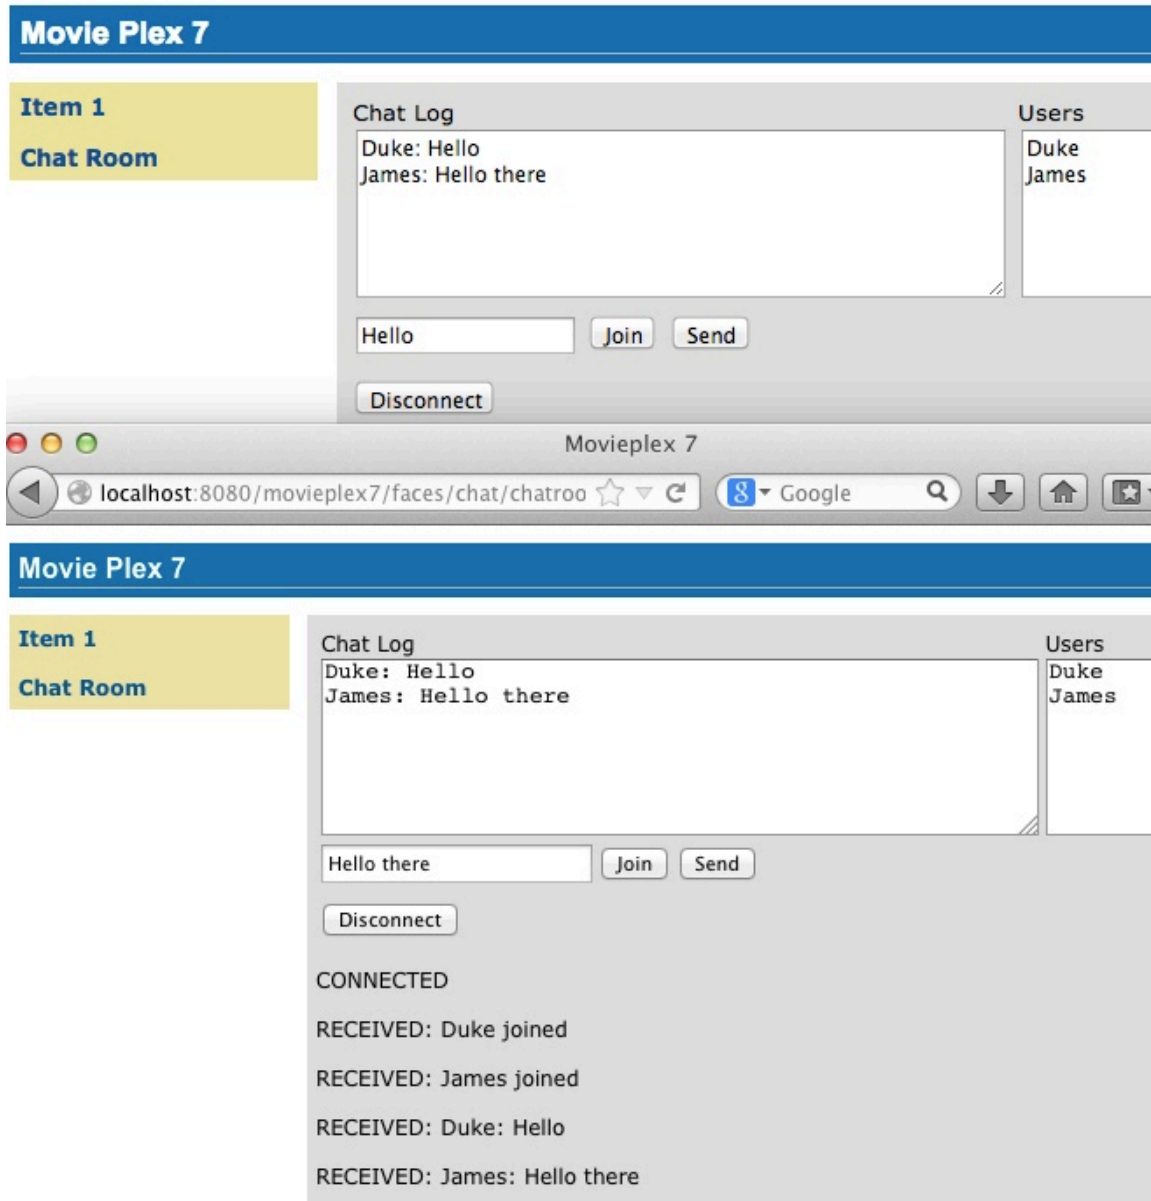 Movie Plex 7
Item 1
Chat Room
Chat Log
Users
Duke: Hello
James: Hello there
Duke
James
Hello
Join
Send
Disconnect
Movieplex 7
localhost:8080/movieplex7/faces/chat/chatroo
8
Google
Movie Plex 7
Item 1
Chat Room
Chat Log
Users
Duke: Hello
James: Hello there
Duke
James
Hello there
Join
Send
Disconnect
CONNECTED
RECEIVED: Duke joined
RECEIVED: James joined
RECEIVED: Duke: Hello
RECEIVED: James: Hello there